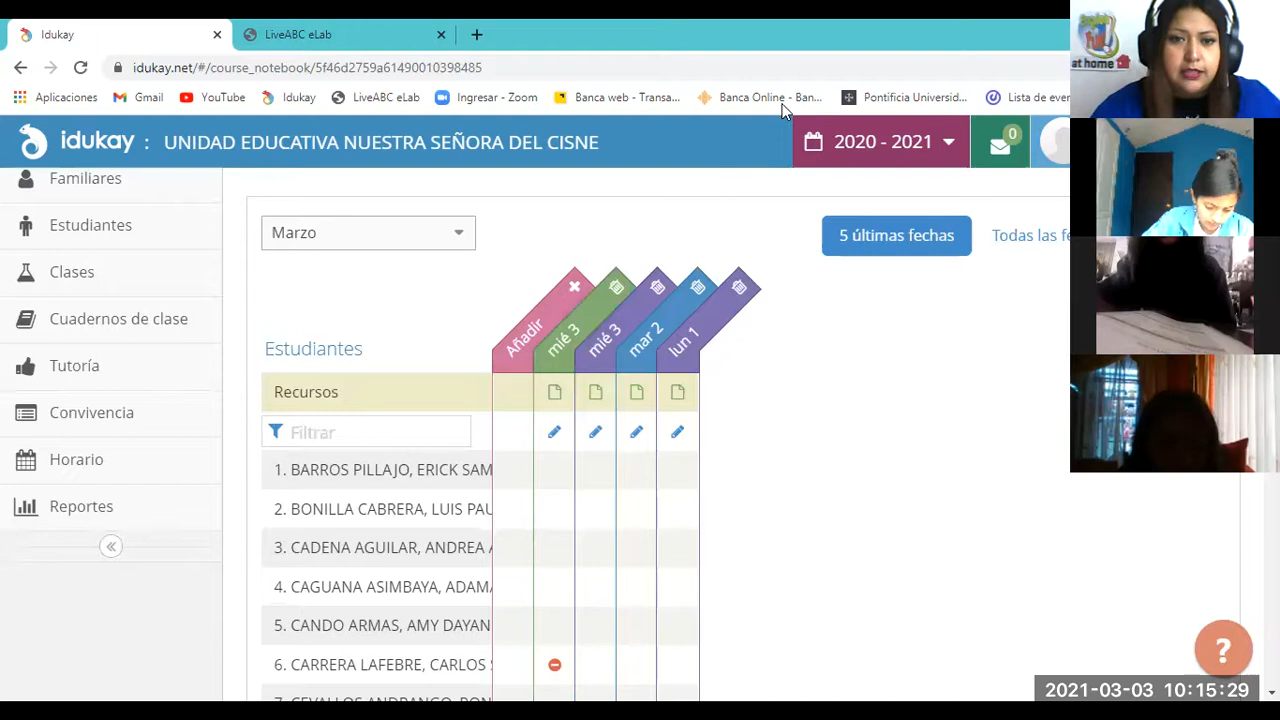 Idukay
LiveABC eLab
idukay.net/#/course_notebook/5f46d2759a61490010398485
Aplicaciones
Gmail
YouTube
Idukay
LiveABC eLab
Ingresar - Zoom
Banca web - Transa...
Banca Online - Ban...
Pontificia Universid...
Lista de ever
at home
idukay : UNIDAD EDUCATIVA NUESTRA SEÑORA DEL CISNE
2020 - 2021
0
Familiares
Estudiantes
Clases
Cuadernos de clase
Tutoría
Convivencia
Horario
Reportes
Marzo
5 últimas fechas
Todas las fe
Añadir
mié 3
mié 3
mar 2
lun 1
Estudiantes
Recursos
Filtrar
1. BARROS PILLAJO, ERICK SAM
2. BONILLA CABRERA, LUIS PAU
3. CADENA AGUILAR, ANDREA A
4. CAGUANA ASIMBAYA, ADAMA
5. CANDO ARMAS, AMY DAYAN
6. CARRERA LAFEBRE, CARLOS S
?
2021-03-03 10:15:29